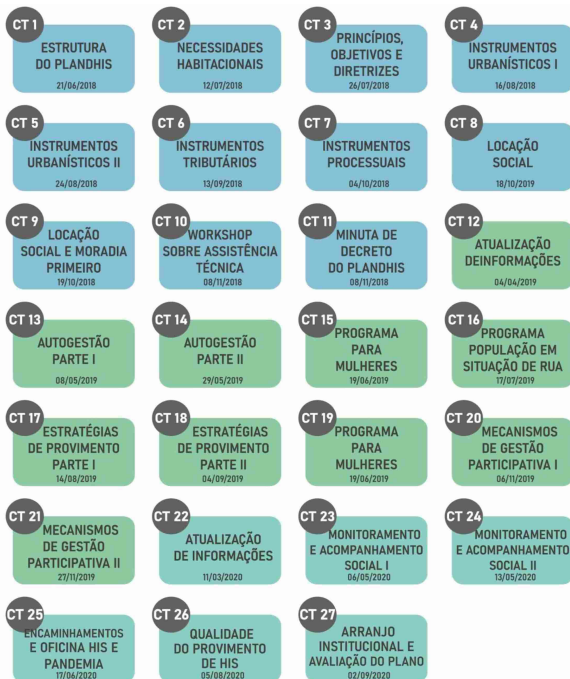 CT 1
ESTRUTURA
DO PLANDHIS
21/06/2018
CT 2
NECESSIDADES
HABITACIONAIS
12/07/2018
CT 3
PRINCÍPIOS,
OBJETIVOS E
DIRETRIZES
26/07/2018
CT 4
INSTRUMENTOS
URBANÍSTICOS I
16/08/2018
CT 5
INSTRUMENTOS
URBANÍSTICOS II
24/08/2018
CT 6
INSTRUMENTOS
TRIBUTÁRIOS
13/09/2018
CT 7
INSTRUMENTOS
PROCESSUAIS
04/10/2018
CT 8
LOCAÇÃO
SOCIAL
18/10/2019
CT 9
LOCAÇÃO
SOCIAL E MORADIA
PRIMEIRO
19/10/2018
CT 10
WORKSHOP
SOBRE ASSISTÊNCIA
TÉCNICA
08/11/2018
CT 11
MINUTA DE
DECRETO
DO PLANDHIS
08/11/2018
CT 12
ATUALIZAÇÃO
DEINFORMAÇÕES
04/04/2019
CT 13
AUTOGESTÃO
PARTE I
08/05/2019
CT 14
AUTOGESTÃO
PARTE II
29/05/2019
CT 15
PROGRAMA
PARA
MULHERES
19/06/2019
CT 16
PROGRAMA
POPULAÇÃO EM
SITUAÇÃO DE RUA
17/07/2019
CT 17
ESTRATÉGIAS
DE PROVIMENTO
PARTE I
14/08/2019
CT 18
ESTRATÉGIAS
DE PROVIMENTO
PARTE II
04/09/2019
CT 19
PROGRAMA
PARA
MULHERES
19/06/2019
CT 20
MECANISMOS
DE GESTÃO
PARTICIPATIVA I
06/11/2019
CT 21
MECANISMOS
DE GESTÃO
PARTICIPATIVA II
27/11/2019
CT 22
ATUALIZAÇÃO
DE INFORMAÇÕES
11/03/2020
CT 23
MONITORAMENTO
E ACOMPANHAMENTO
SOCIAL I
06/05/2020
CT 24
MONITORAMENTO
E ACOMPANHAMENTO
SOCIAL II
13/05/2020
CT 25
ENCAMINHAMENTOS
E OFICINA HIS E
PANDEMIA
17/06/2020
CT 26
QUALIDADE
DO PROVIMENTO
DE HIS
05/08/2020
CT 27
ARRANJO
INSTITUCIONAL E
AVALIAÇÃO DO PLANO
02/09/2020